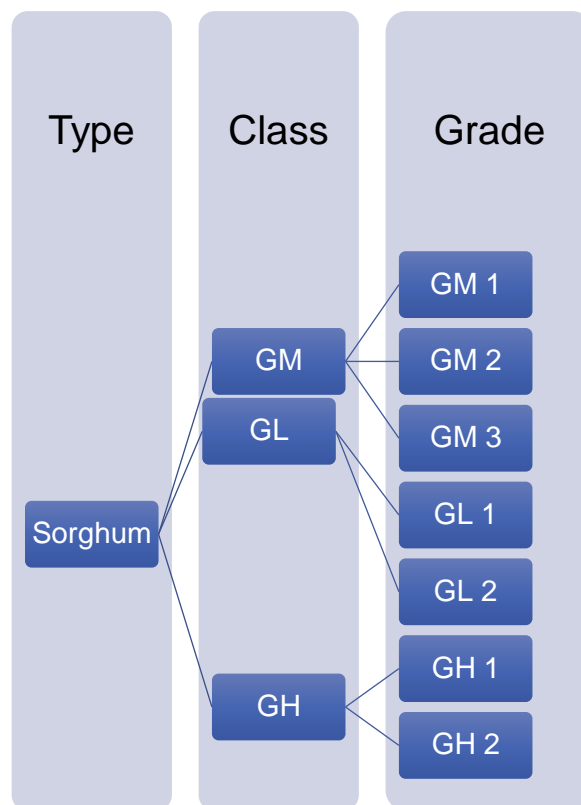 Type
Class
Grade
Sorghum
GM
GL
GH
GM 1
GM 2
GM 3
GL 1
GL 2
GH 1
GH 2